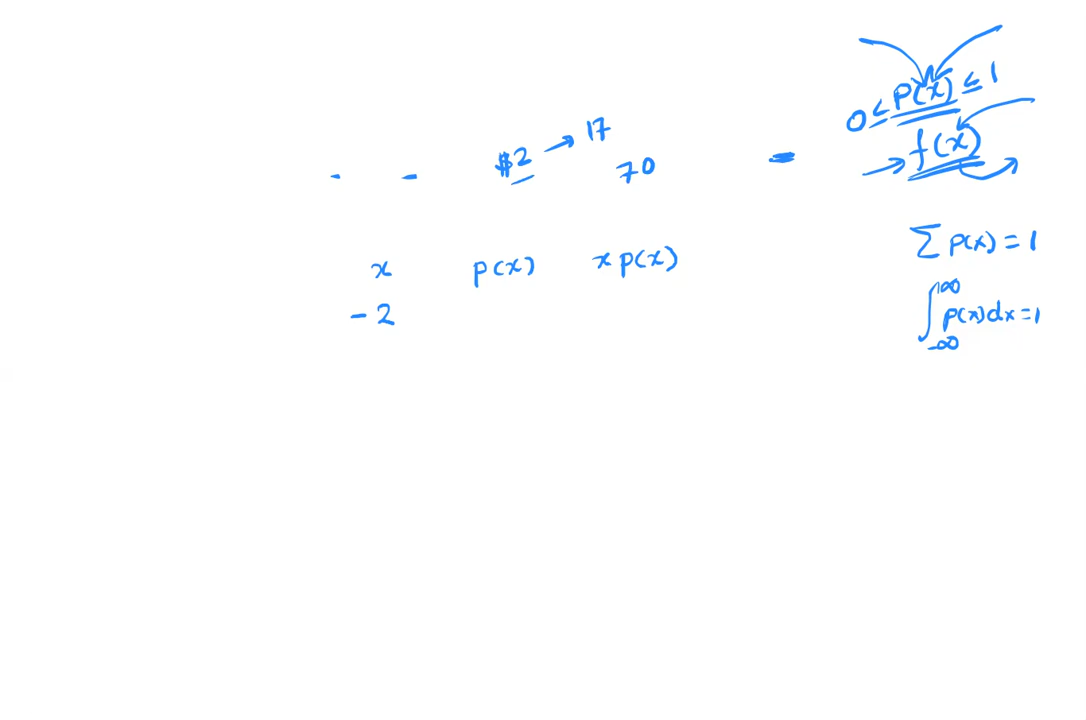 0 ≤ P(x) ≤ 1
f(x)
- - $2 → 17
70
x p(x) x p(x)
-2
∑ p(x) = 1
∫_{-∞}^{+∞} p(x)dx = 1